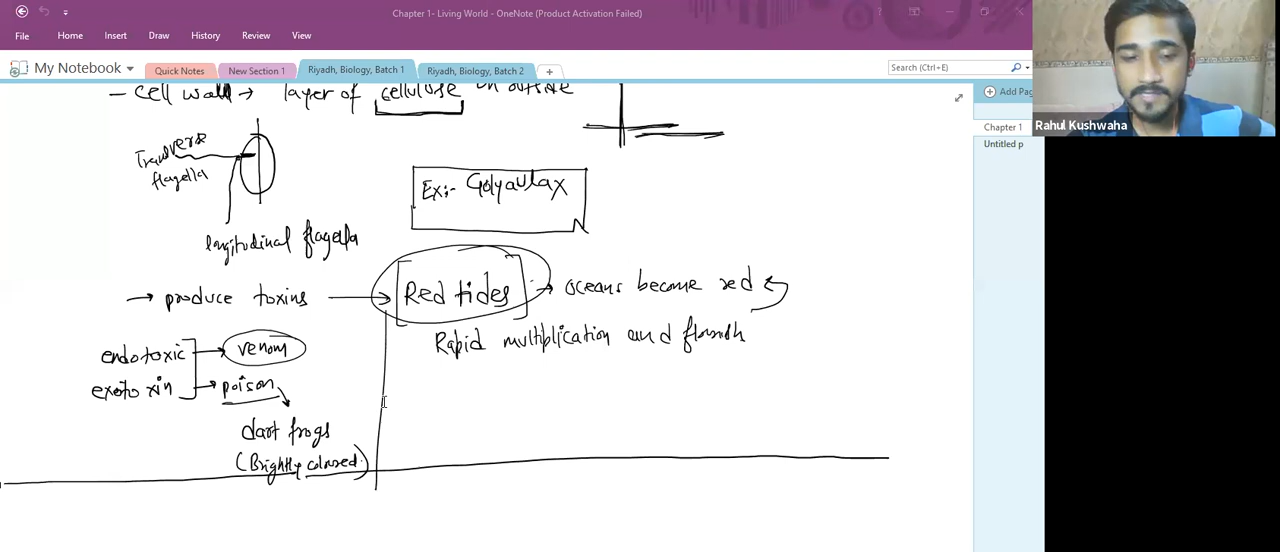 Chapter 1- Living World - OneNote (Product Activation Failed)
File Home Insert Draw History Review View
My Notebook Quick Notes New Section 1 Riyadh, Biology, Batch 1 Riyadh, Biology, Batch 2 Search (Ctrl+E)
Add Pag
Chapter 1
Untitled p
Rahul Kushwaha
- Cell wall → layer of cellulose on outside
Transverse
flagella
longitudinal flagella
Ex:- Gonyaulax
→ produce toxins → [Red tides] → oceans become red
Rapid multiplication and flourish
endotoxic → venom
exotoxin → poison
dart frogs
(Brightly coloured)